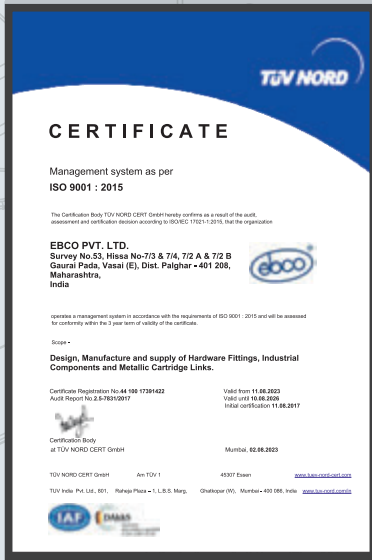 TÜV NORD
CERTIFICATE
Management system as per
ISO 9001 : 2015
The Certification Body TÜV NORD CERT GmbH hereby confirms as a result of the audit,
assessment and certification decision according to ISO/IEC 17021-1:2015, that the organization
EBCO PVT. LTD.
Survey No.53, Hissa No-7/3 & 7/4, 7/2 A & 7/2 B
Gaurai Pada, Vasai (E), Dist. Palghar - 401 208,
Maharashtra,
India
ebco
operates a management system in accordance with the requirements of ISO 9001 : 2015 and will be assessed
for conformity within the 3 year term of validity of the certificate.
Scope -
Design, Manufacture and supply of Hardware Fittings, Industrial
Components and Metallic Cartridge Links.
Certificate Registration No.44 100 17391422
Audit Report No.2.5-7831/2017
Valid from 11.08.2023
Valid until 10.08.2026
Initial certification 11.08.2017
Certification Body
at TÜV NORD CERT GmbH
Mumbai, 02.08.2023
TÜV NORD CERT GmbH Am TÜV 1 45307 Essen www.tuev-nord-cert.com
TUV India Pvt. Ltd., 801, Raheja Plaza - 1, L.B.S. Marg, Ghatkopar (W), Mumbai - 400 086, India www.tuv-nord.com/in
IAF DAkkS